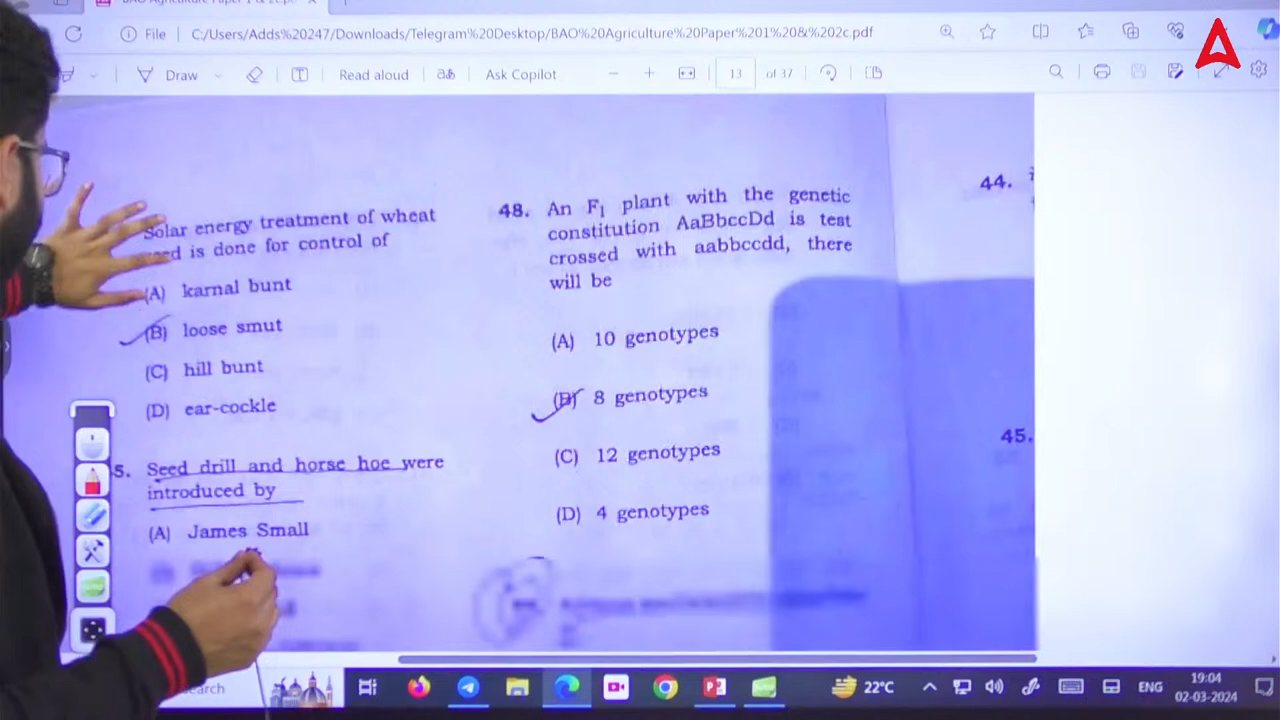 File
C:/Users/Adds%20247/Downloads/Telegram%20Desktop/BAO%20Agriculture%20Paper%201%20&%202c.pdf
Draw
Read aloud
Ask Copilot
13 of 37
Solar energy treatment of wheat
is done for control of
(A) karnal bunt
(B) loose smut
(C) hill bunt
(D) ear-cockle
5. Seed drill and horse hoe were
introduced by
(A) James Small
48. An F1 plant with the genetic
constitution AaBbccDd is test
crossed with aabbccdd, there
will be
(A) 10 genotypes
(B) 8 genotypes
(C) 12 genotypes
(D) 4 genotypes
44.
45.
22°C
ENG
19:04
02-03-2024